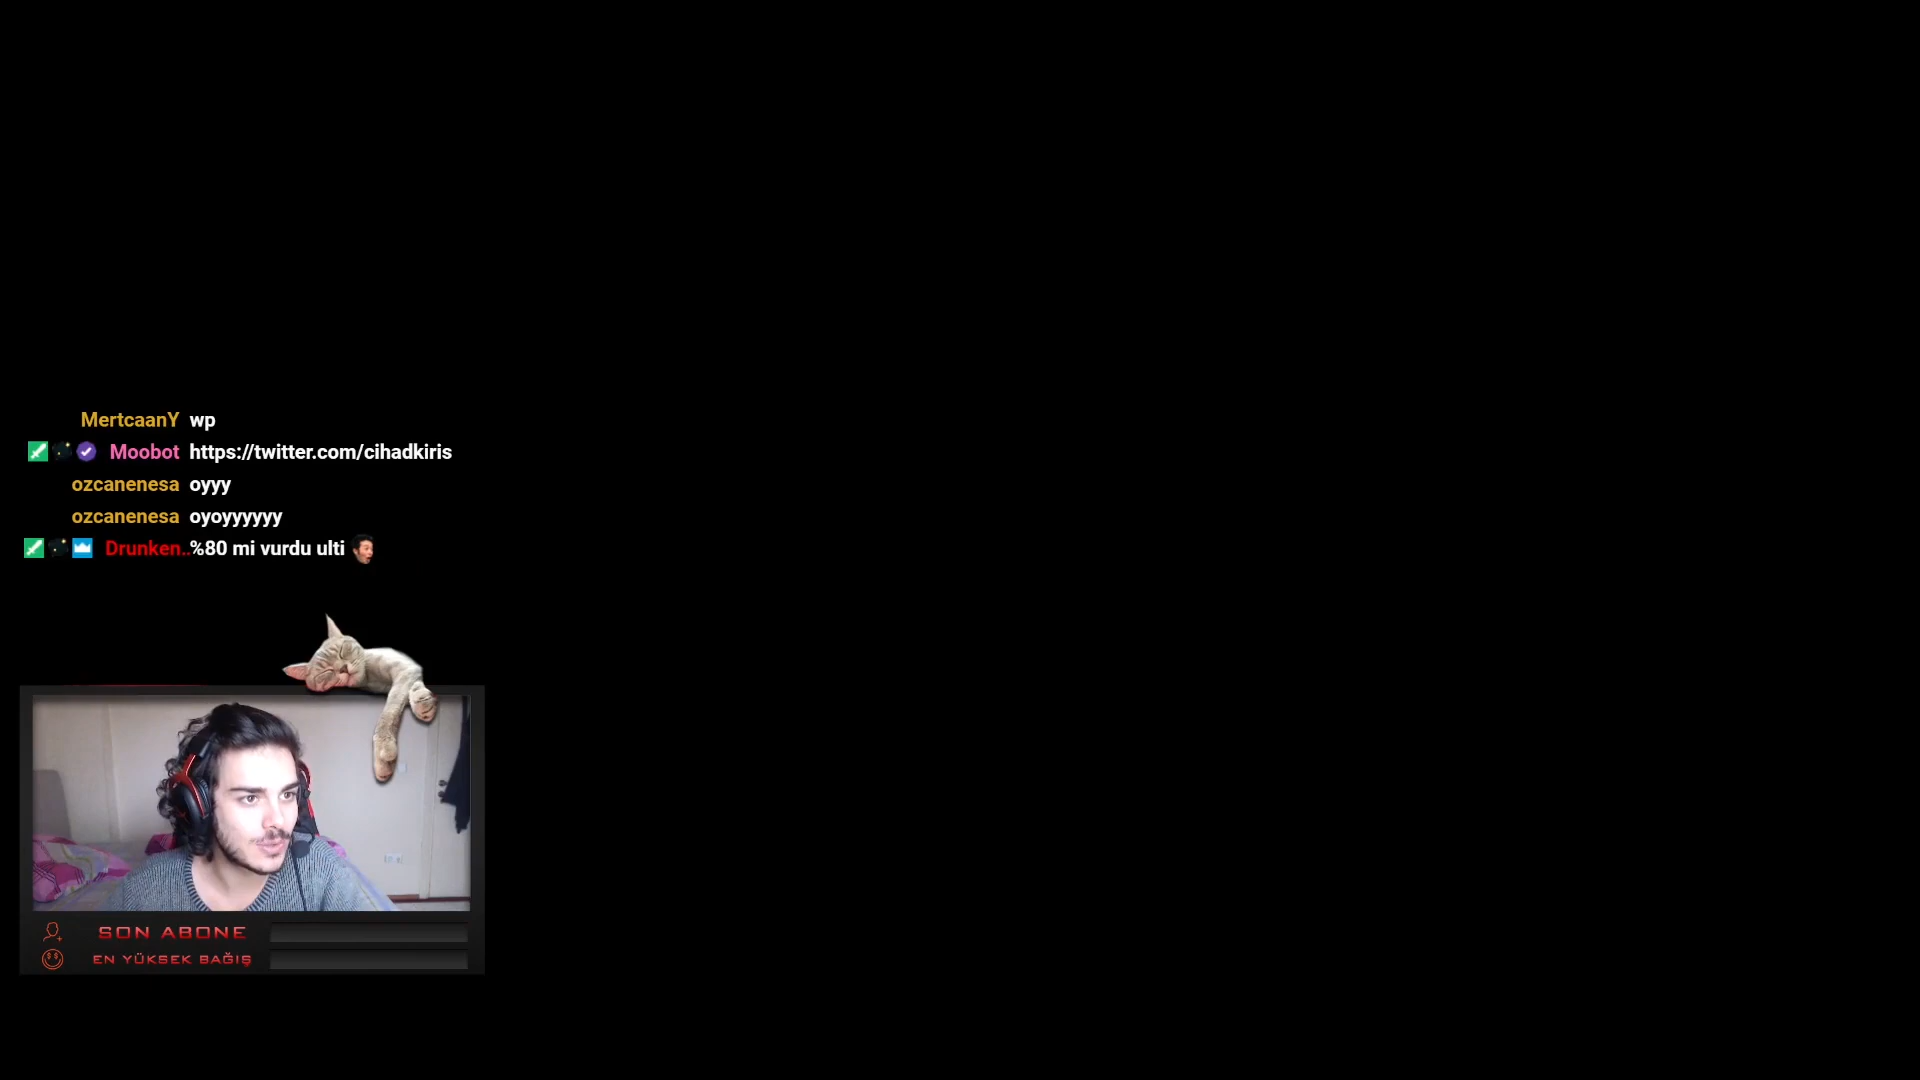 MertcaanY wp
Moobot https://twitter.com/cihadkiris
ozcanenesa oyyy
ozcanenesa oyoyyyyyy
Drunken..%80 mi vurdu ulti
SON ABONE
EN YÜKSEK BAĞIŞ